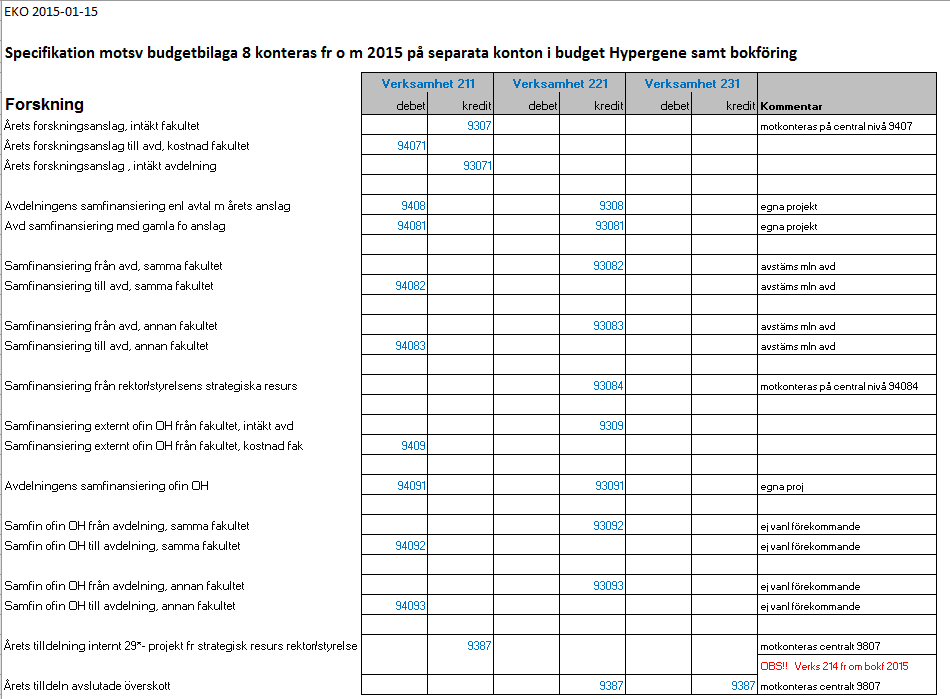 EKO 2015-01-15
Specifikation motsv budgetbilaga 8 konteras fr o m 2015 på separata konton i budget Hypergene samt bokföring
Verksamhet 211 Verksamhet 221 Verksamhet 231
Forskning debet kredit debet kredit debet kredit Kommentar
Årets forskningsanslag, intäkt fakultet 9307 motkonteras på central nivå 9407
Årets forskningsanslag till avd, kostnad fakultet 94071
Årets forskningsanslag , intäkt avdelning 93071
Avdelningens samfinansiering enl avtal m årets anslag 9408 9308 egna projekt
Avd samfinansiering med gamla fo anslag 94081 93081 egna projekt
Samfinansiering från avd, samma fakultet 93082 avstäms mln avd
Samfinansiering till avd, samma fakultet 94082 avstäms mln avd
Samfinansiering från avd, annan fakultet 93083 avstäms mln avd
Samfinansiering till avd, annan fakultet 94083 avstäms mln avd
Samfinansiering från rektor/styrelsens strategiska resurs 93084 motkonteras på central nivå 94084
Samfinansiering externt ofin OH från fakultet, intäkt avd 9309
Samfinansiering externt ofin OH från fakultet, kostnad fak 9409
Avdelningens samfinansiering ofin OH 94091 93091 egna proj
Samfin ofin OH från avdelning, samma fakultet 93092 ej vanl förekommande
Samfin ofin OH till avdelning, samma fakultet 94092 ej vanl förekommande
Samfin ofin OH från avdelning, annan fakultet 93093 ej vanl förekommande
Samfin ofin OH till avdelning, annan fakultet 94093 ej vanl förekommande
Årets tilldelning internt 29*- projekt fr strategisk resurs rektor/styrelse 9387 motkonteras centralt 9807
OBS!! Verks 214 fr om bokf 2015
Årets tilldeln avslutade överskott 9387 9387 motkonteras centralt 9807